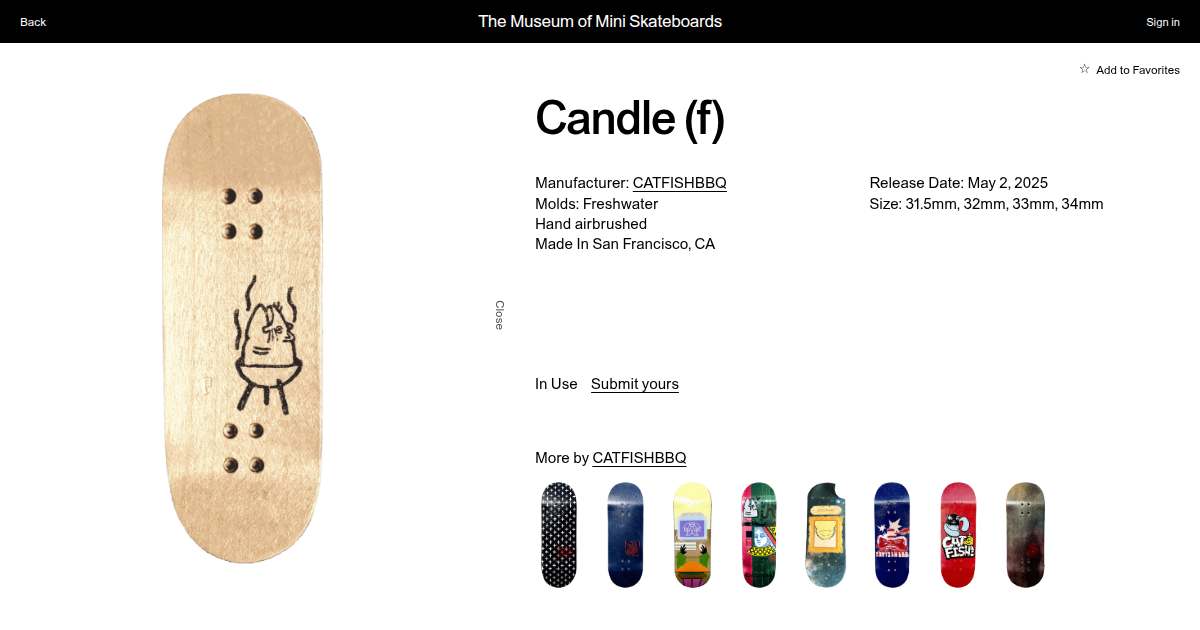 Back
The Museum of Mini Skateboards
Sign in
☆ Add to Favorites
Candle (f)
Manufacturer: CATFISHBBQ
Molds: Freshwater
Hand airbrushed
Made In San Francisco, CA
Release Date: May 2, 2025
Size: 31.5mm, 32mm, 33mm, 34mm
Close
In Use Submit yours
More by CATFISHBBQ
CAT
FISH!